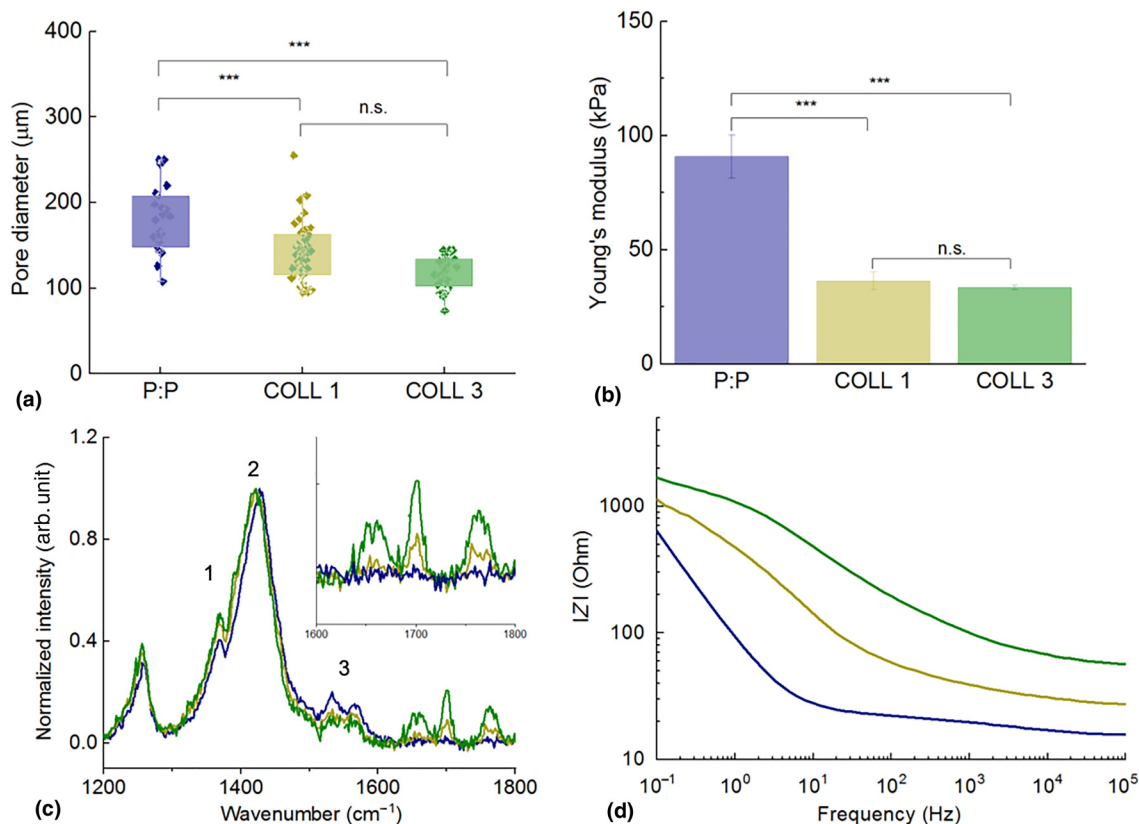 400
300
200
100
0
Pore diameter (μm)
***
***
n.s.
P:P
COLL 1
COLL 3
(a)
150
100
50
0
Young's modulus (kPa)
***
***
n.s.
P:P
COLL 1
COLL 3
(b)
1.2
0.8
0.4
0.0
Normalized intensity (arb. unit)
1
2
3
1600
1700
1800
1200
1400
1600
1800
Wavenumber (cm⁻¹)
(c)
1000
100
10
|Z| (Ohm)
10⁻¹
10⁰
10¹
10²
10³
10⁴
10⁵
Frequency (Hz)
(d)